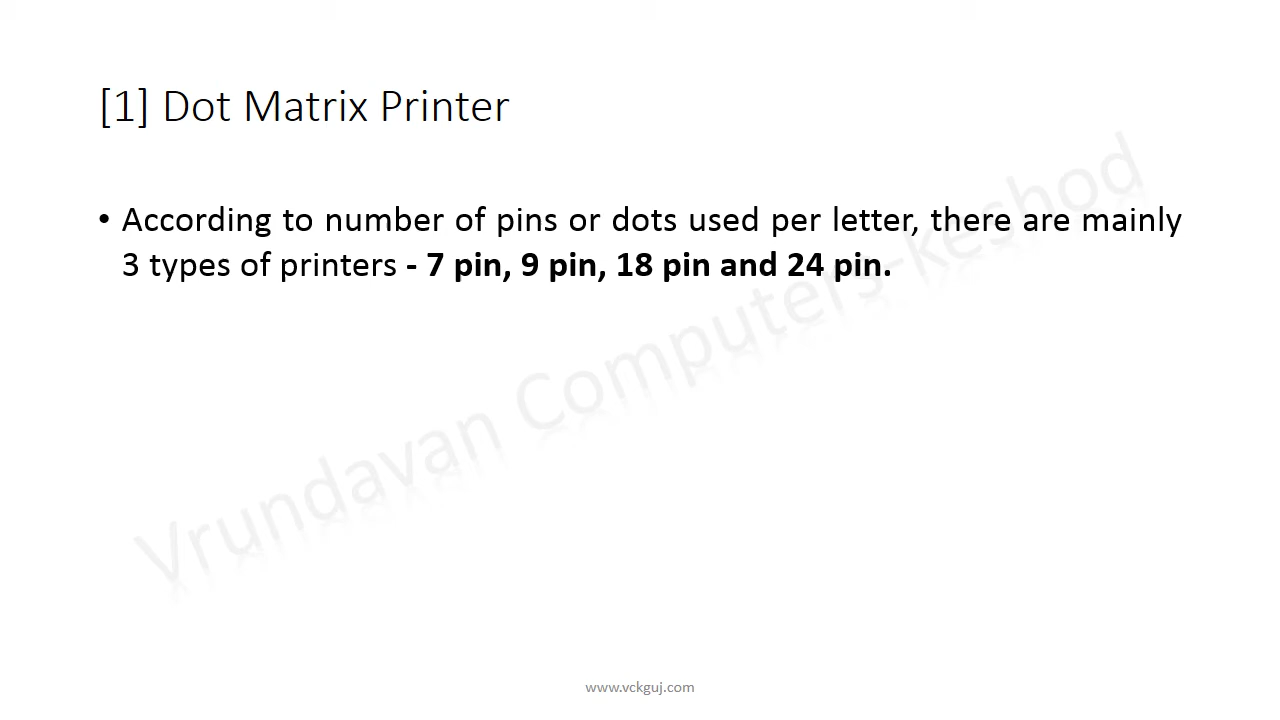 [1] Dot Matrix Printer
• According to number of pins or dots used per letter, there are mainly
3 types of printers - 7 pin, 9 pin, 18 pin and 24 pin.
Vrundavan Computers-keshod
www.vckguj.com